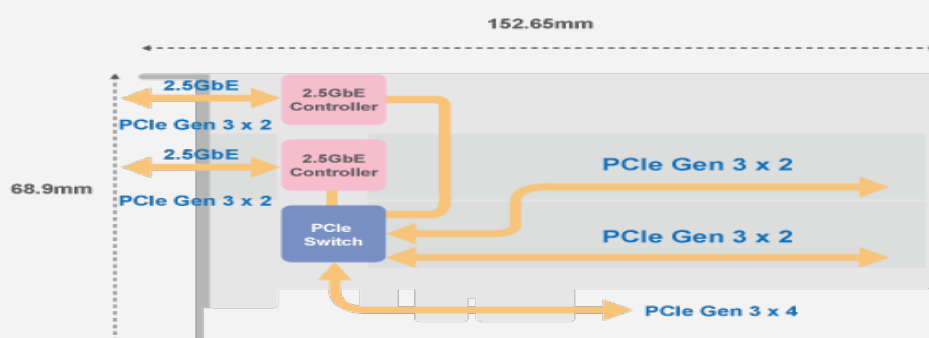 152.65mm
2.5GbE
2.5GbE
Controller
PCIe Gen 3 x 2
2.5GbE
2.5GbE
Controller
PCIe Gen 3 x 2
68.9mm
PCIe Gen 3 x 2
PCIe
Switch
PCIe Gen 3 x 2
PCIe Gen 3 x 4